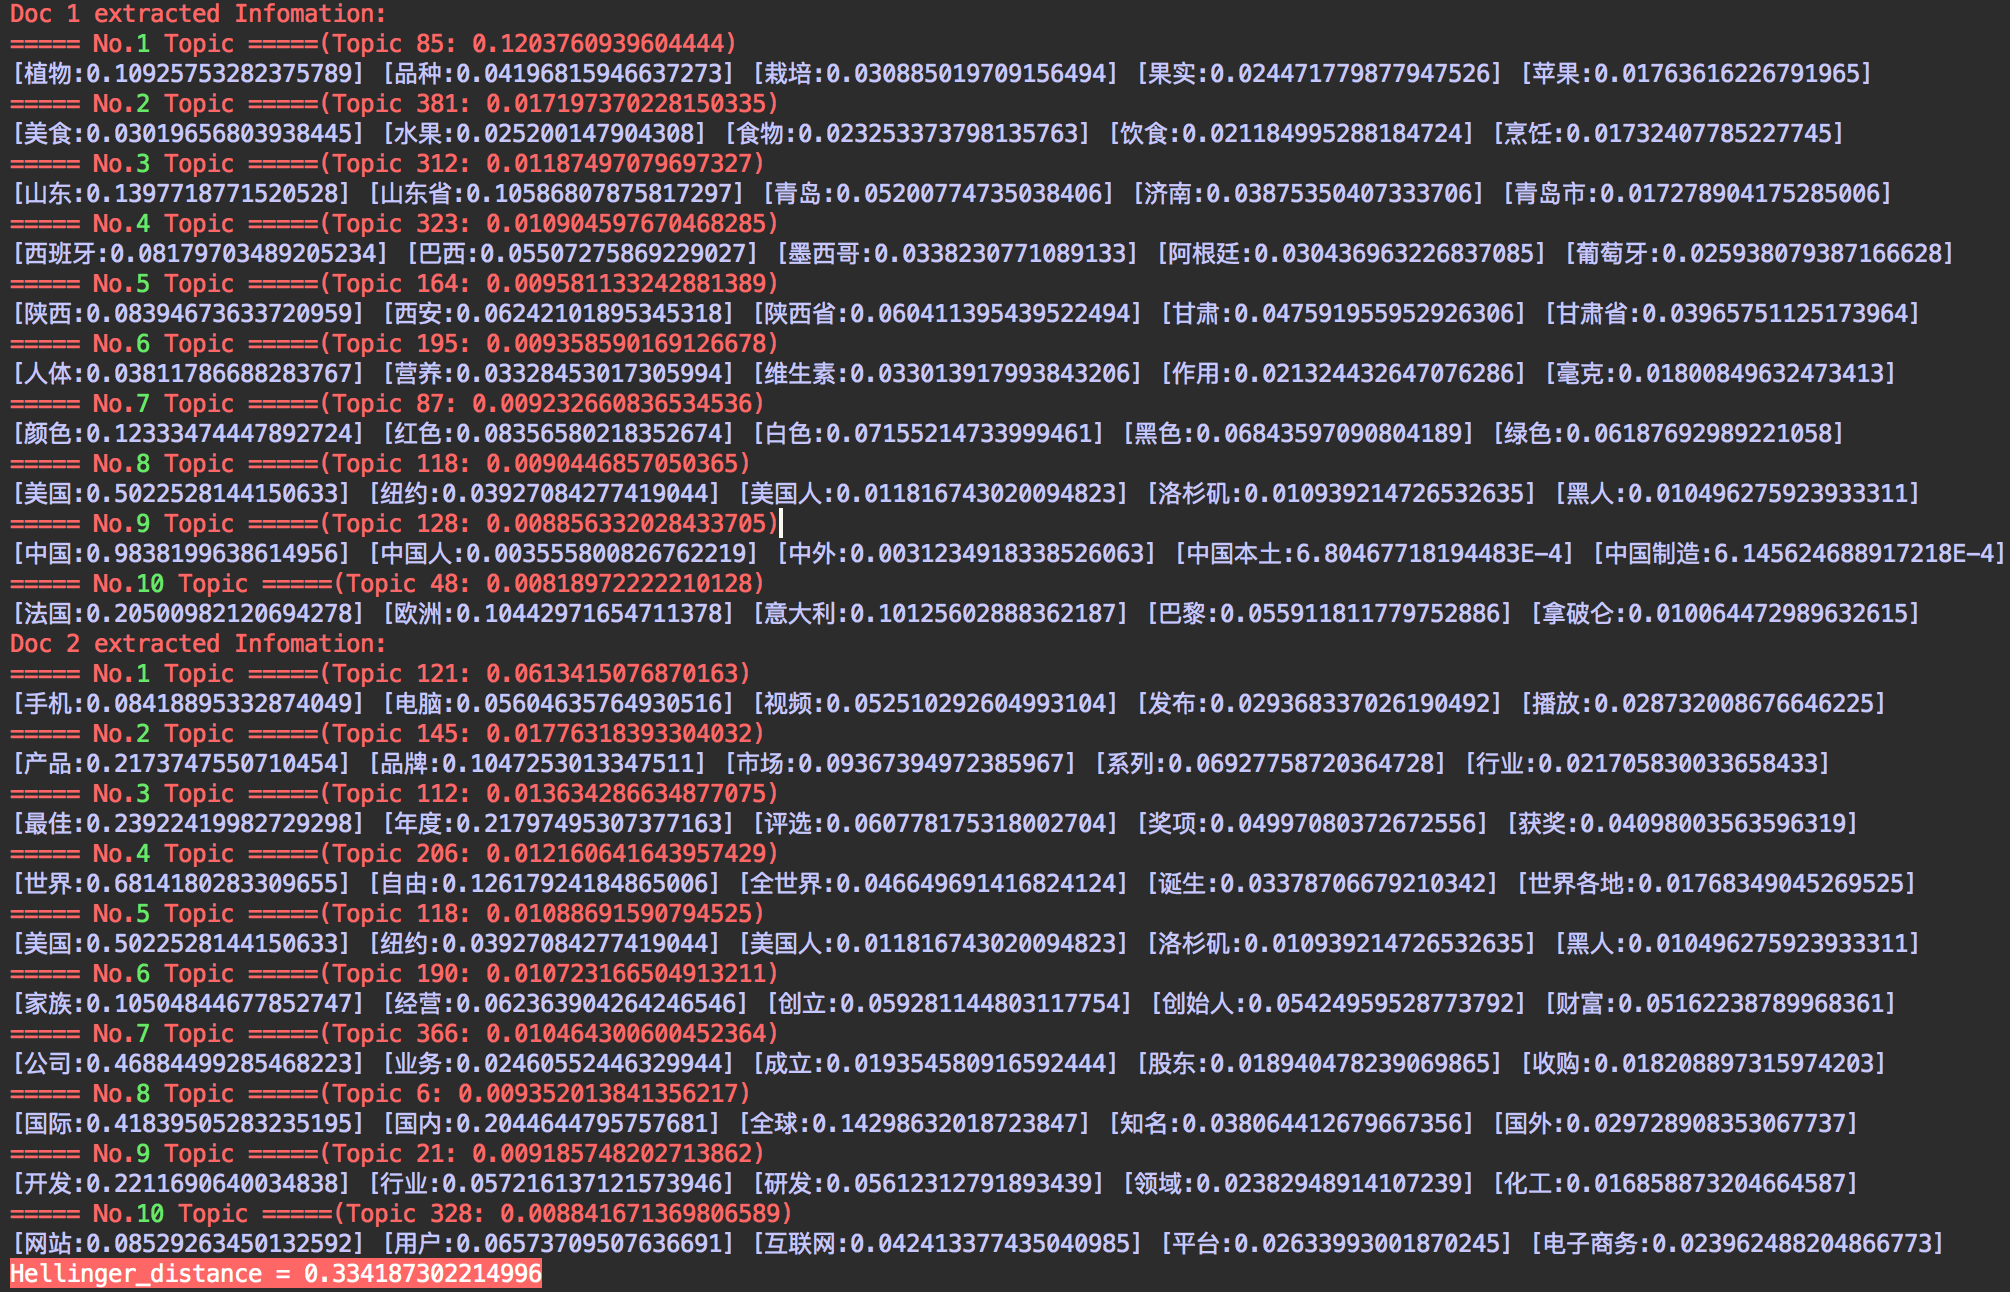 Doc 1 extracted Infomation:
===== No.1 Topic =====(Topic 85: 0.1203760939604444)
[植物:0.10925753282375789] [品种:0.04196815946637273] [栽培:0.030885019709156494] [果实:0.024471779877947526] [苹果:0.01763616226791965]
===== No.2 Topic =====(Topic 381: 0.017197370228150335)
[美食:0.03019656803938445] [水果:0.025200147904308] [食物:0.023253373798135763] [饮食:0.021184995288184724] [烹饪:0.01732407785227745]
===== No.3 Topic =====(Topic 312: 0.01187497079697327)
[山东:0.1397718771520528] [山东省:0.10586807875817297] [青岛:0.05200774735038406] [济南:0.03875350407333706] [青岛市:0.017278904175285006]
===== No.4 Topic =====(Topic 323: 0.010904597670468285)
[西班牙:0.08179703489205234] [巴西:0.05507275869229027] [墨西哥:0.0338230771089133] [阿根廷:0.030436963226837085] [葡萄牙:0.025938079387166628]
===== No.5 Topic =====(Topic 164: 0.009581133242881389)
[陕西:0.08394673633720959] [西安:0.06242101895345318] [陕西省:0.060411395439522494] [甘肃:0.047591955952926306] [甘肃省:0.03965751125173964]
===== No.6 Topic =====(Topic 195: 0.009358590169126678)
[人体:0.03811786688283767] [营养:0.03328453017305994] [维生素:0.033013917993843206] [作用:0.021324432647076286] [毫克:0.01800849632473413]
===== No.7 Topic =====(Topic 87: 0.009232660836534536)
[颜色:0.12333474447892724] [红色:0.08356580218352674] [白色:0.07155214733999461] [黑色:0.06843597090804189] [绿色:0.06187692989221058]
===== No.8 Topic =====(Topic 118: 0.00904468570503​65)
[美国:0.5022528144150633] [纽约:0.03927084277419044] [美国人:0.011816743020094823] [洛杉矶:0.010939214726532635] [黑人:0.010496275923933311]
===== No.9 Topic =====(Topic 128: 0.008856332028433705)
[中国:0.9838199638614956] [中国人:0.003555800826762219] [中外:0.0031234918338526063] [中国本土:6.80467718194483E-4] [中国制造:6.145624688917218E-4]
===== No.10 Topic =====(Topic 48: 0.00818972222210128)
[法国:0.20500982120694278] [欧洲:0.10442971654711378] [意大利:0.10125602888362187] [巴黎:0.055911811779752886] [拿破仑:0.010064472989632615]
Doc 2 extracted Infomation:
===== No.1 Topic =====(Topic 121: 0.0613415076870163)
[手机:0.08418895332874049] [电脑:0.05604635764930516] [视频:0.052510292604993104] [发布:0.029368337026190492] [播放:0.028732008676646225]
===== No.2 Topic =====(Topic 145: 0.01776318393304032)
[产品:0.2173747550710454] [品牌:0.1047253013347511] [市场:0.09367394972385967] [系列:0.06927758720364728] [行业:0.021705830033658433]
===== No.3 Topic =====(Topic 112: 0.013634286634877075)
[最佳:0.23922419982729298] [年度:0.21797495307377163] [评选:0.060778175318002704] [奖项:0.04997080372672556] [获奖:0.04098003563596319]
===== No.4 Topic =====(Topic 206: 0.012160641643957429)
[世界:0.6814180283309655] [自由:0.12617924184865006] [全世界:0.046649691416824124] [诞生:0.03378706679210342] [世界各地:0.01768349045269525]
===== No.5 Topic =====(Topic 118: 0.01088691590794525)
[美国:0.5022528144150633] [纽约:0.03927084277419044] [美国人:0.011816743020094823] [洛杉矶:0.010939214726532635] [黑人:0.010496275923933311]
===== No.6 Topic =====(Topic 190: 0.010723166504913211)
[家族:0.10504844677852747] [经营:0.062363904264246546] [创立:0.059281144803117754] [创始人:0.05424959528773792] [财富:0.05162238789968361]
===== No.7 Topic =====(Topic 366: 0.010464300600452364)
[公司:0.46884499285468223] [业务:0.02460552446329944] [成立:0.019354580916592444] [股东:0.018940478239069865] [收购:0.018208897315974203]
===== No.8 Topic =====(Topic 6: 0.009352013841356217)
[国际:0.41839505283235195] [国内:0.2044644795757681] [全球:0.14298632018723847] [知名:0.038064412679667356] [国外:0.029728908353067737]
===== No.9 Topic =====(Topic 21: 0.009185748202713862)
[开发:0.2211690640034838] [行业:0.057216137121573946] [研发:0.05612312791893439] [领域:0.02382948914107239] [化工:0.016858873204664587]
===== No.10 Topic =====(Topic 328: 0.008841671369806589)
[网站:0.08529263450132592] [用户:0.06573709507636691] [互联网:0.042413377435040985] [平台:0.02633993001870245] [电子商务:0.023962488204866773]
Hellinger_distance = 0.334187302214996